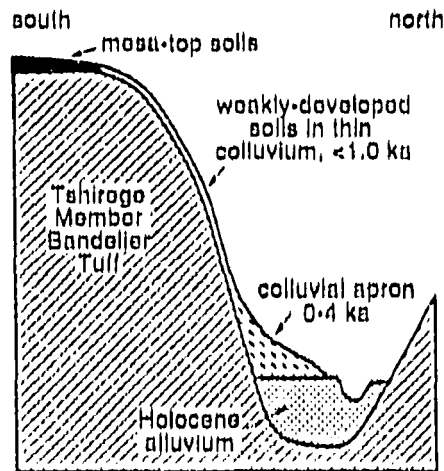 south
north
mesa-top soils
weakly-developed
soils in thin
colluvium, <1.0 ka
Tshirege
Member
Bandelier
Tuff
colluvial apron
0-4 ka
Holocene
alluvium